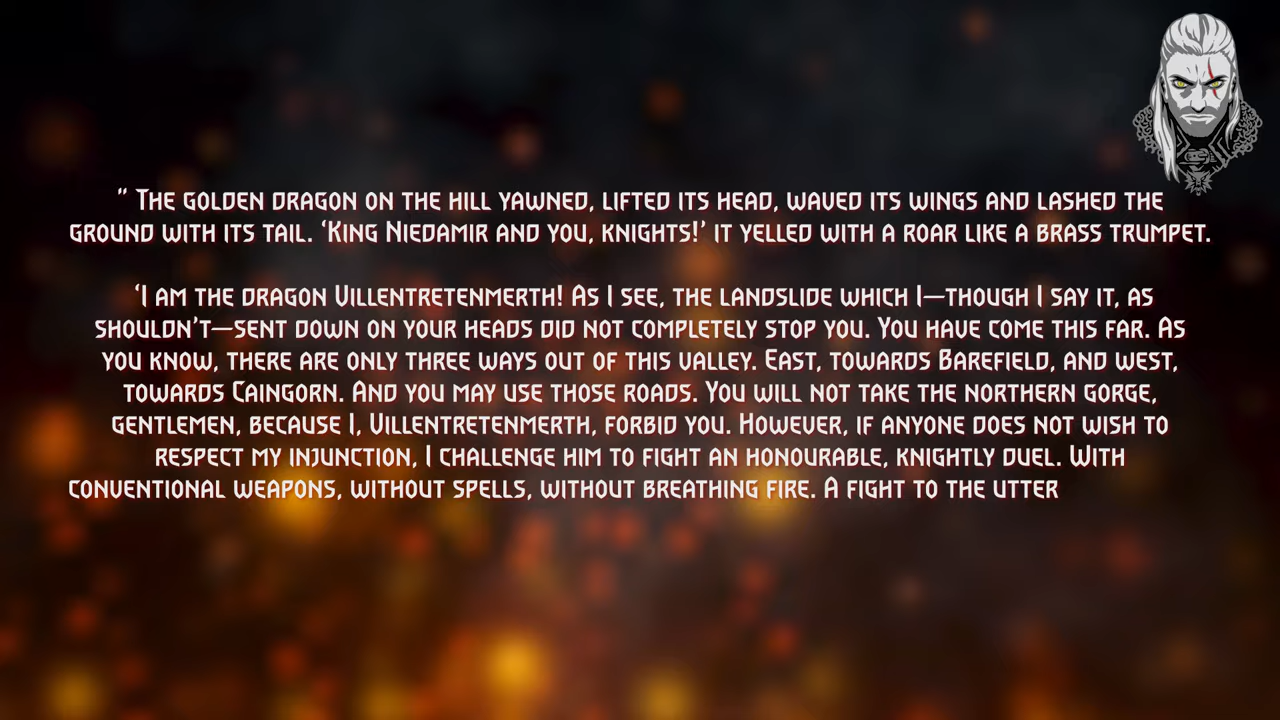 " The golden dragon on the hill yawned, lifted its head, waved its wings and lashed the
ground with its tail. ‘King Niedamir and you, knights!’ it yelled with a roar like a brass trumpet.
‘I am the dragon Villentretenmerth! As I see, the landslide which I—though I say it, as
shouldn’t—sent down on your heads did not completely stop you. You have come this far. As
you know, there are only three ways out of this valley. East, towards Barefield, and west,
towards Caingorn. And you may use those roads. You will not take the northern gorge,
gentlemen, because I, Villentretenmerth, forbid you. However, if anyone does not wish to
respect my injunction, I challenge him to fight an honourable, knightly duel. With
conventional weapons, without spells, without breathing fire. A fight to the utter